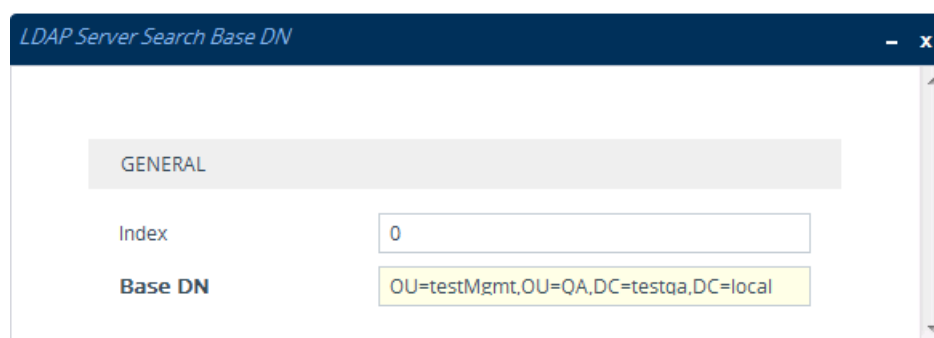 LDAP Server Search Base DN
– x
GENERAL
Index 0
Base DN OU=testMgmt,OU=QA,DC=testqa,DC=local